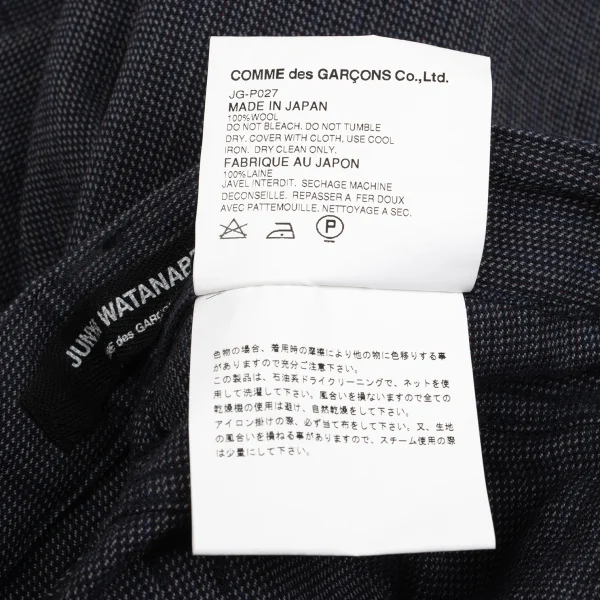 COMME des GARÇONS Co.,Ltd.
JG-P027
MADE IN JAPAN
100%WOOL
DO NOT BLEACH. DO NOT TUMBLE
DRY. COVER WITH CLOTH. USE COOL
IRON. DRY CLEAN ONLY.
FABRIQUE AU JAPON
100%LAINE
JAVEL INTERDIT. SECHAGE MACHINE
DECONSEILLE. REPASSER A FER DOUX
AVEC PATTEMOUILLE. NETTOYAGE A SEC.
P
JUNYA WATANABE
des GARÇ
色物の場合、着用時の摩擦により他の物に色移りする事
がありますので充分ご注意下さい。
この製品は、石油系ドライクリーニングで、ネットを使
用して洗濯して下さい。風合いを損ないますので全ての
乾燥機の使用は避け、自然乾燥をして下さい。
アイロン掛けの際、必ず当て布をして下さい。又、生地
の風合いを損ねる事がありますので、スチーム使用の際
は少量にして下さい。